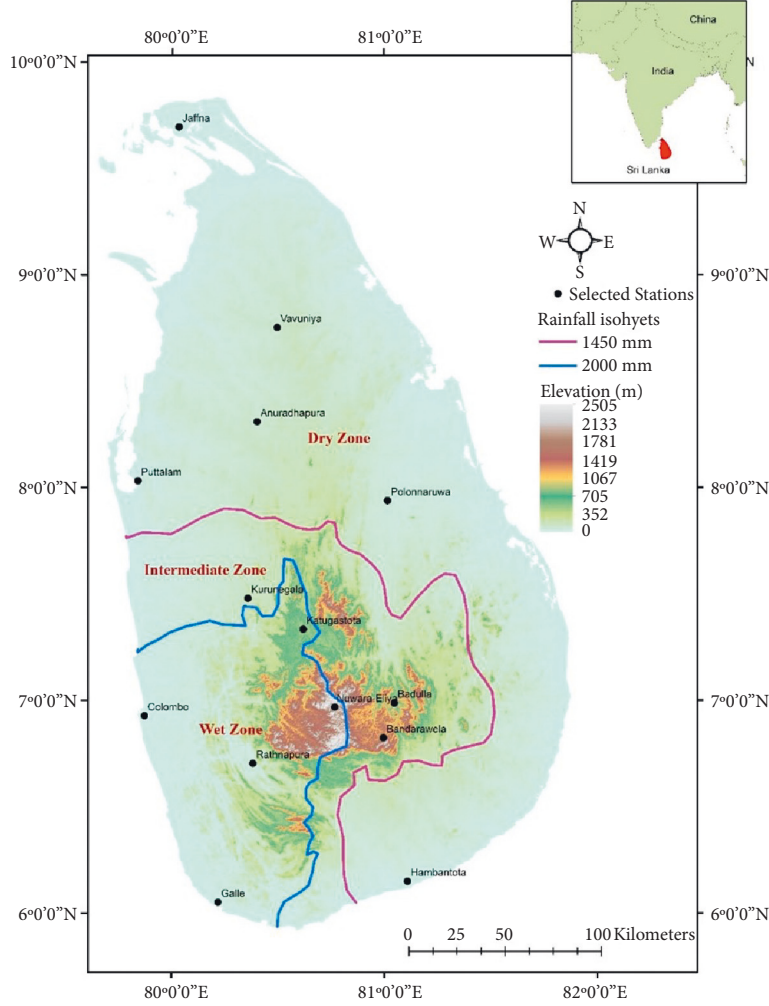 80°0'0"E
81°0'0"E
China
India
Sri Lanka
N
10°0'0"N
Jaffna
N
W
E
S
9°0'0"N
9°0'0"N
Selected Stations
Rainfall isohyets
1450 mm
2000 mm
Vavuniya
Elevation (m)
2505
2133
1781
1419
1067
705
352
0
Anuradhapura
Dry Zone
Puttalam
8°0'0"N
8°0'0"N
Polonnaruwa
Intermediate Zone
Kurunegala
Katugastota
7°0'0"N
7°0'0"N
Colombo
Nuwara Eliya
Badulla
Wet Zone
Bandarawela
Rathnapura
Hambantota
Galle
6°0'0"N
6°0'0"N
0 25 50 100 Kilometers
80°0'0"E
81°0'0"E
82°0'0"E